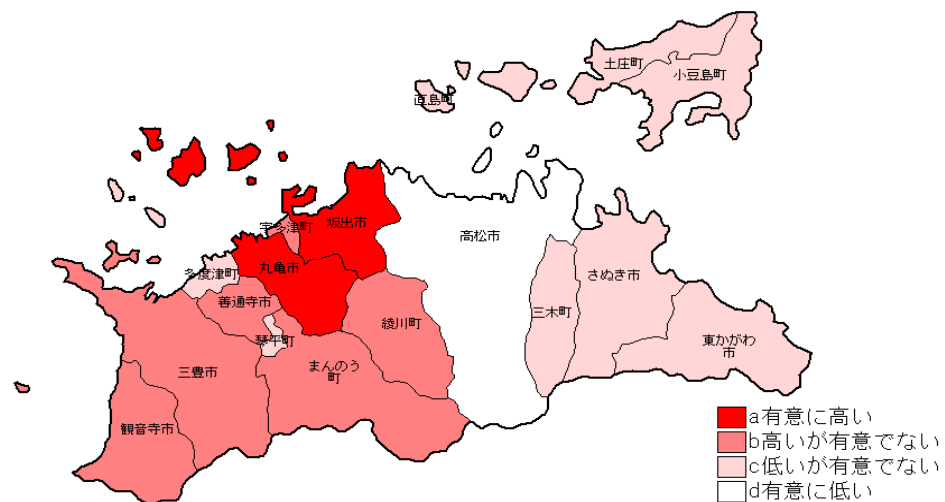 土庄町
小豆島町
直島町
宇多津町
坂出市
高松市
丸亀市
多度津町
さぬき市
善通寺市
三木町
綾川町
琴平町
東かがわ
市
まんのう
町
三豊市
観音寺市
a有意に高い
b高いが有意でない
c低いが有意でない
d有意に低い